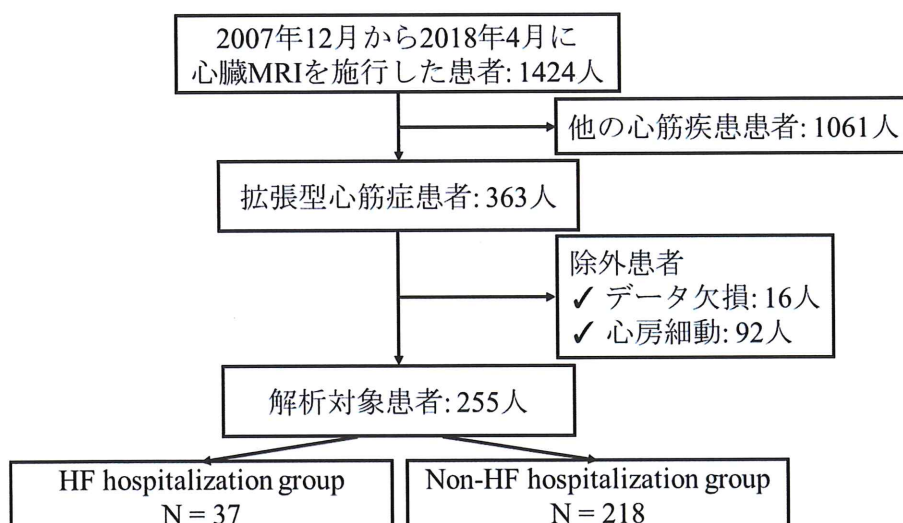 2007年12月から2018年4月に
心臓MRIを施行した患者: 1424人
他の心筋疾患患者: 1061人
拡張型心筋症患者: 363人
除外患者
✓ データ欠損: 16人
✓ 心房細動: 92人
解析対象患者: 255人
HF hospitalization group
N = 37
Non-HF hospitalization group
N = 218